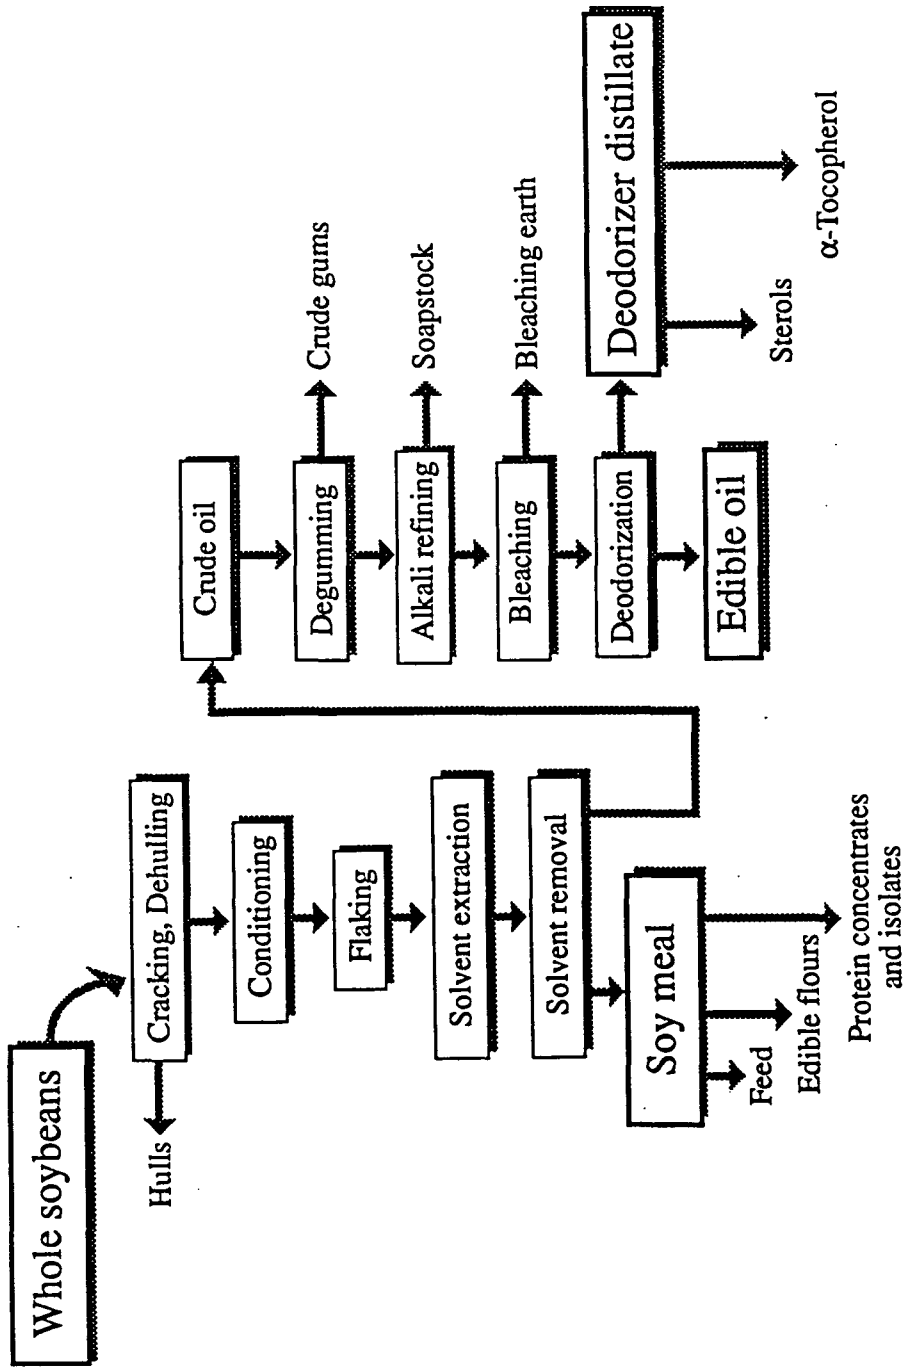 Whole soybeans
Cracking, Dehulling
Hulls
Conditioning
Flaking
Solvent extraction
Solvent removal
Soy meal
Feed
Edible flours
Protein concentrates
and isolates
Crude oil
Degumming
Crude gums
Alkali refining
Soapstock
Bleaching
Bleaching earth
Deodorization
Deodorizer distillate
Sterols
α-Tocopherol
Edible oil